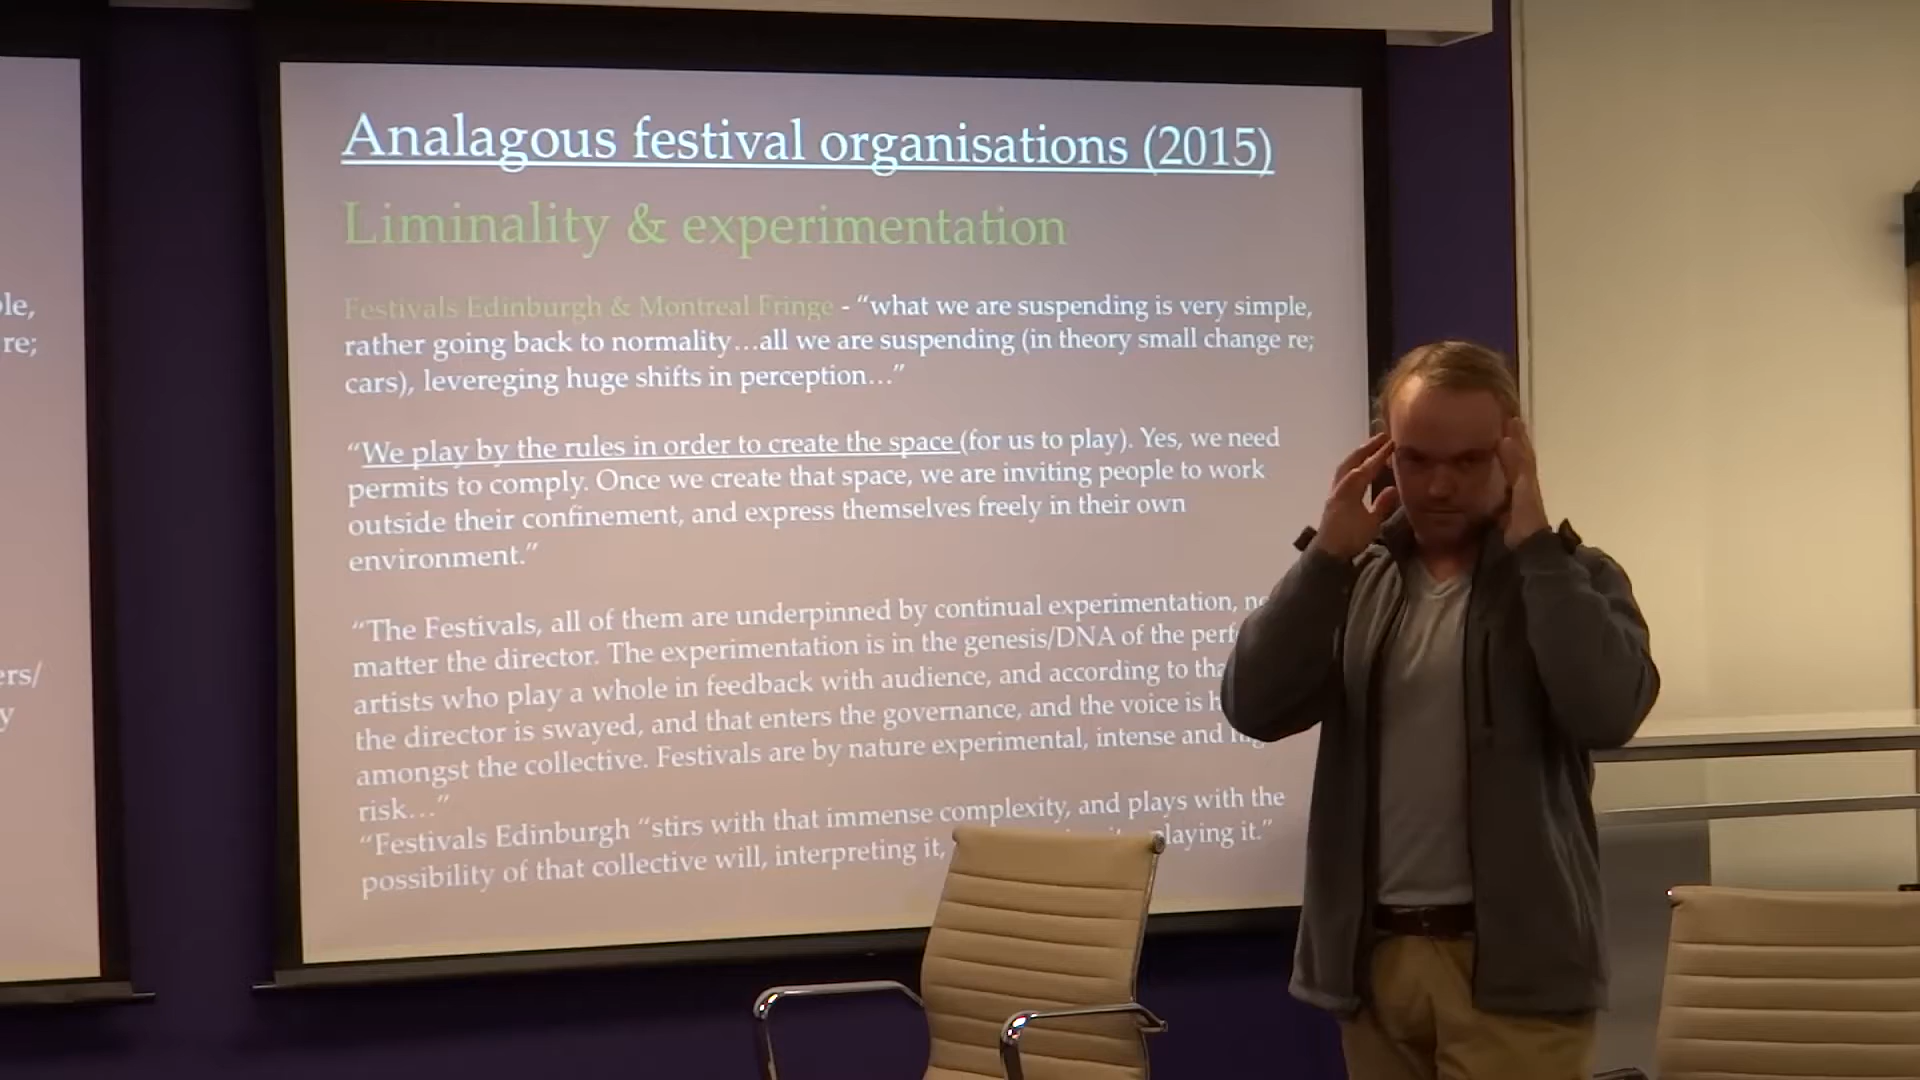 Analagous festival organisations (2015)
Liminality & experimentation
Festivals Edinburgh & Montreal Fringe - “what we are suspending is very simple,
rather going back to normality…all we are suspending (in theory small change re;
cars), levereging huge shifts in perception…”
“We play by the rules in order to create the space (for us to play). Yes, we need
permits to comply. Once we create that space, we are inviting people to work
outside their confinement, and express themselves freely in their own
environment.”
“The Festivals, all of them are underpinned by continual experimentation,
matter the director. The experimentation is in the genesis/DNA of the
artists who play a whole in feedback with audience, and according to
the director is swayed, and that enters the governance, and the voice is
amongst the collective. Festivals are by nature experimental, intense and
risk…”
“Festivals Edinburgh “stirs with that immense complexity, and plays with the
possibility of that collective will, interpreting it,
re;